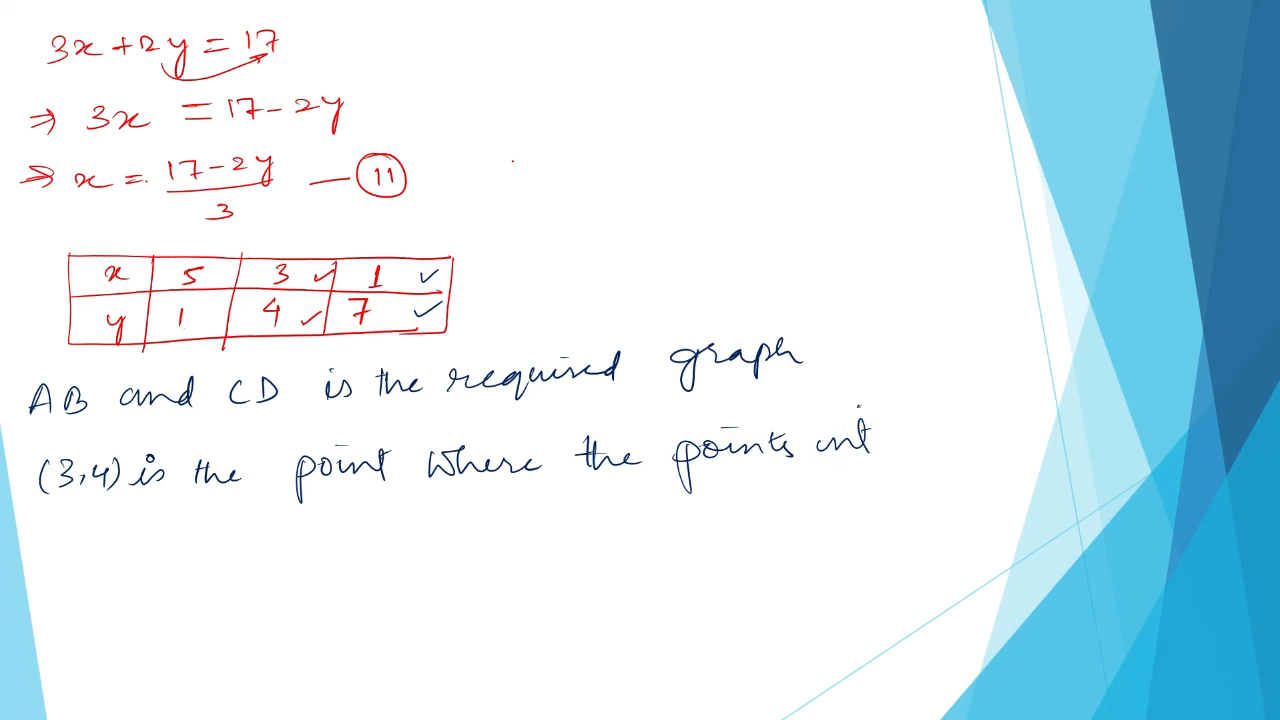 3x + 2y = 17
⇒ 3x = 17 - 2y
⇒ x = (17 - 2y)/3 — (11)
x 5 3 ✓ 1 ✓
y 1 4 ✓ 7 ✓
AB and CD is the required graph
(3,4) is the point where the points int